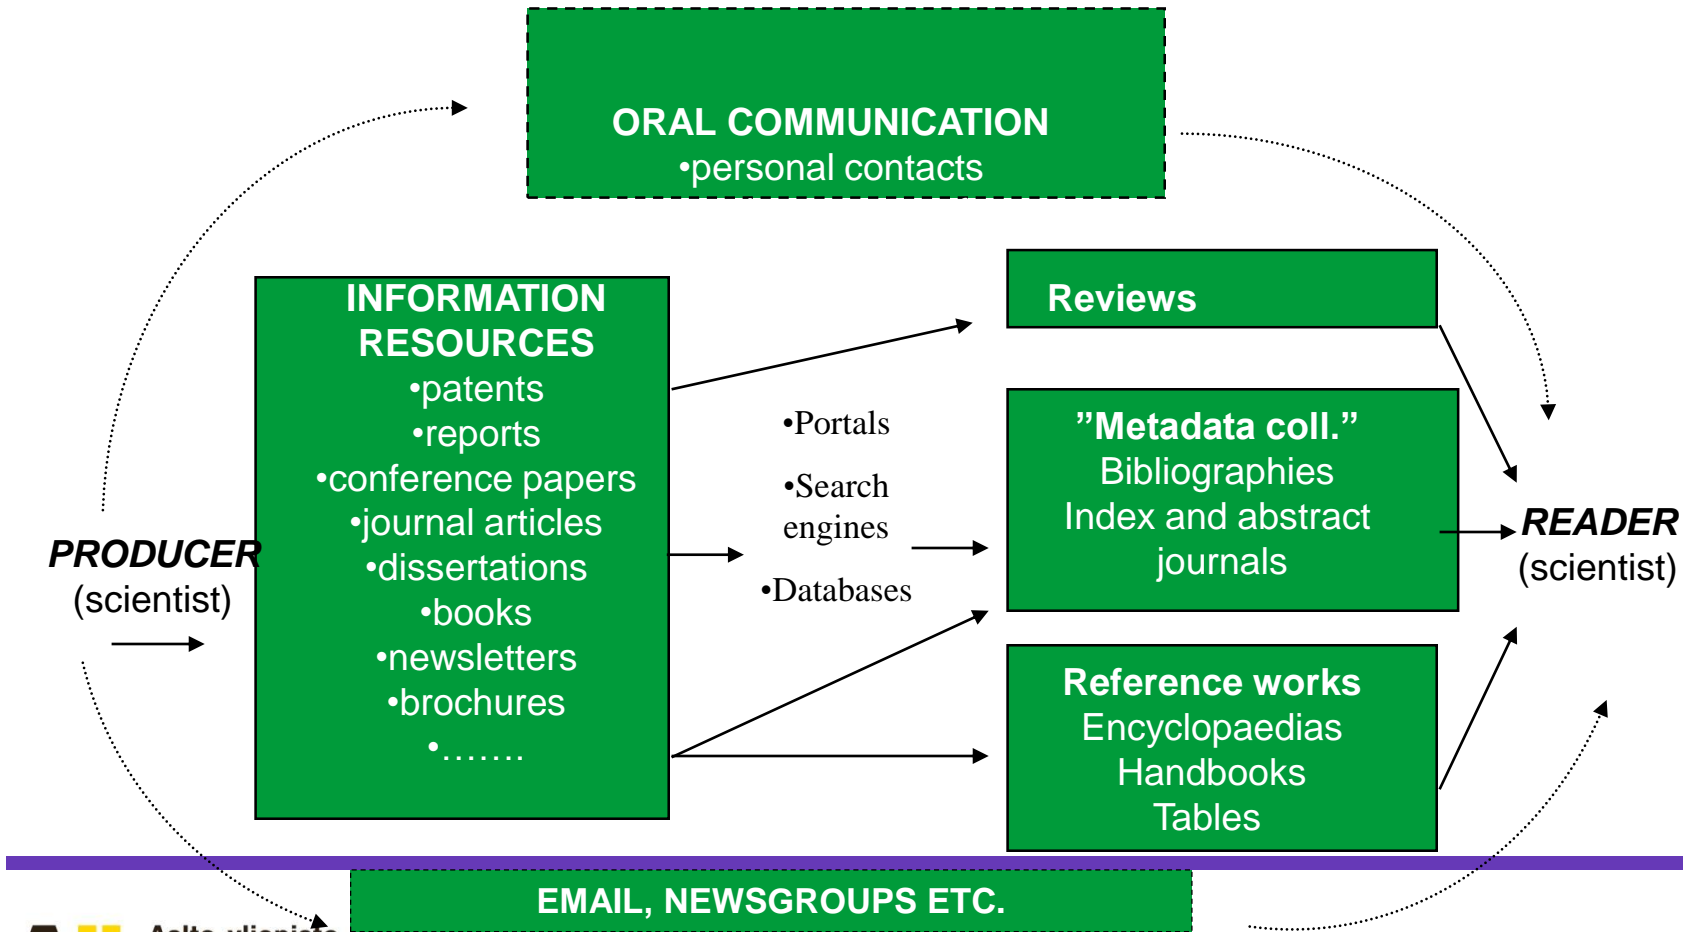 ORAL COMMUNICATION
•personal contacts
INFORMATION
RESOURCES
•patents
•reports
•conference papers
•journal articles
•dissertations
•books
•newsletters
•brochures
•.......
PRODUCER
(scientist)
•Portals
•Search
engines
•Databases
Reviews
”Metadata coll.”
Bibliographies
Index and abstract
journals
Reference works
Encyclopaedias
Handbooks
Tables
READER
(scientist)
EMAIL, NEWSGROUPS ETC.